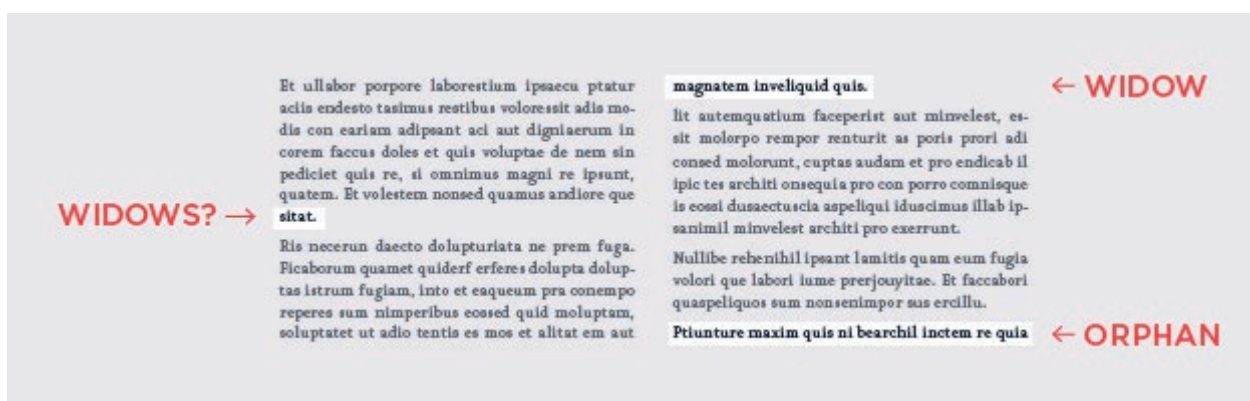 Et ullabor porpore laborestium ipsaecu ptatur
aciis endesto tasimus restibus voloressit adis mo-
dis con eariam adipsant aci aut digniaerum in
corem faccus doles et quis voluptae de nem sin
pediciet quis re, si omnimus magni re ipsunt,
quatem. Et volestem nonsed quamus andiore que
WIDOWS? →
sitat.
Ris necerun daecto dolupturiata ne prem fuga.
Ficaborum quamet quiderf erferes dolupta dolup-
tas istrum fugiam, into et eaqueum pra conempo
reperes sum nimperibus eossed quid moluptam,
soluptatet ut adio tentis es mos et alitat em aut
magnatem inveliquid quis.
← WIDOW
Iit autemquatium faceperist aut minvelest, es-
sit molorpo rempor renturit as poris prori adi
consed molorunt, cuptas audam et pro endicab il
ipic tes architi onsequia pro con porro comnisque
is eossi dusaectuscia aspeliqui iduscimus illab ip-
sanimil minvelest architi pro exerrunt.
Nullibe rehenihil ipsant lamitis quam eum fugia
volori que labori iume prerjouyitae. Et faccabori
quaspeliquos sum nonsenimpor sus ercillu.
Ptiunture maxim quis ni bearchil inctem re quia
← ORPHAN